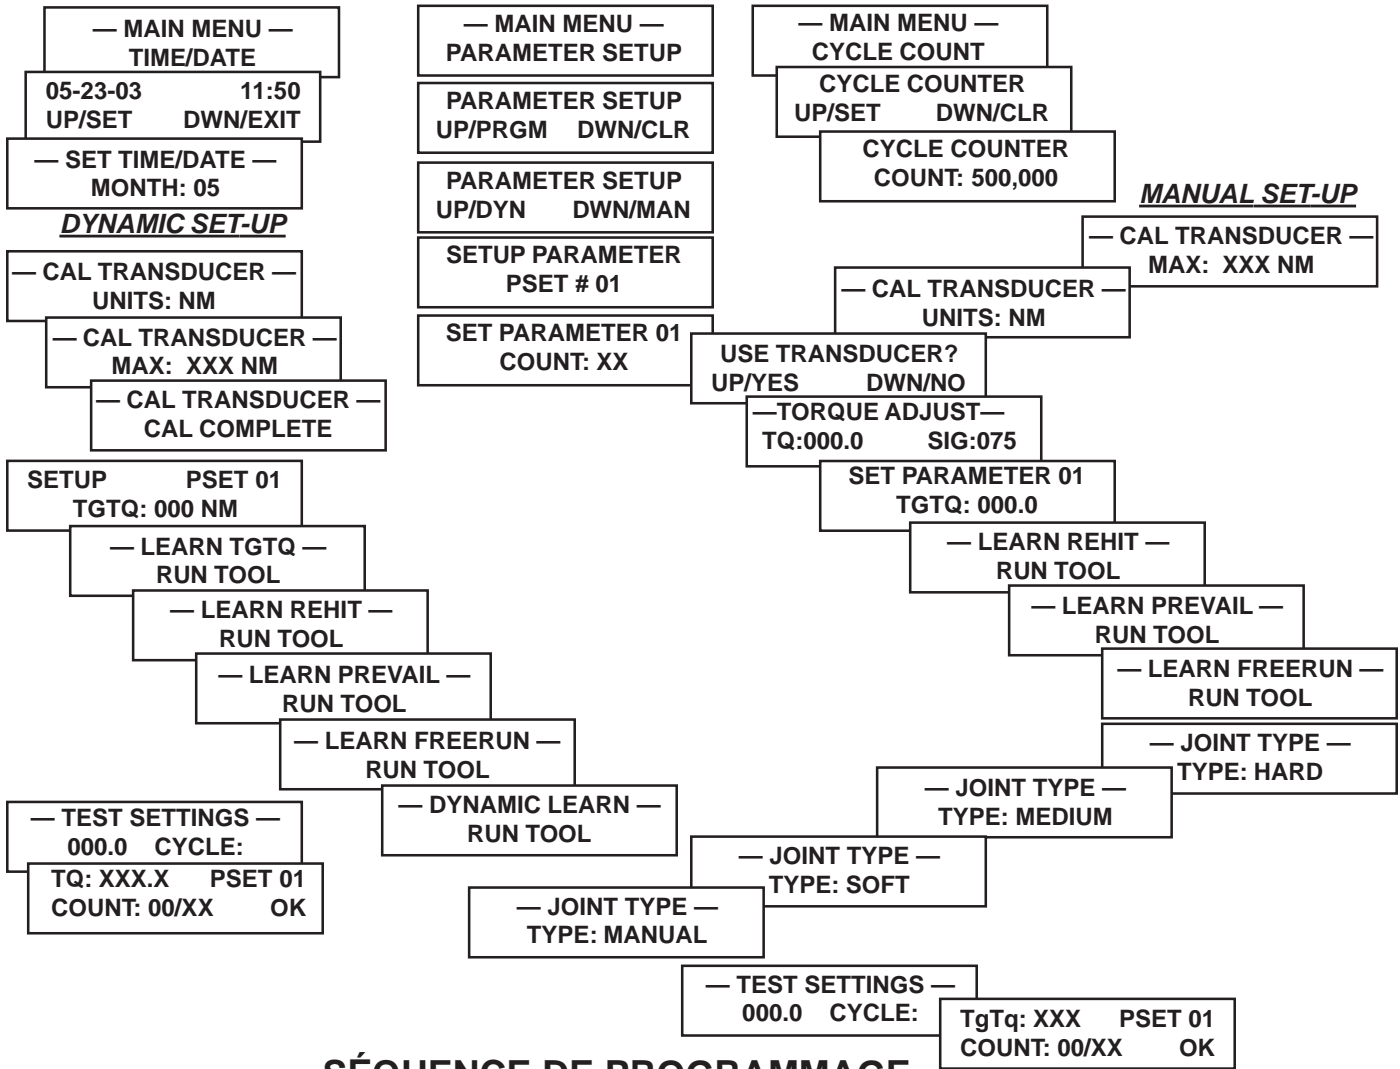 — MAIN MENU —
TIME/DATE
05-23-03 11:50
UP/SET DWN/EXIT
— SET TIME/DATE —
MONTH: 05
DYNAMIC SET-UP
— CAL TRANSDUCER —
UNITS: NM
— CAL TRANSDUCER —
MAX: XXX NM
— CAL TRANSDUCER —
CAL COMPLETE
SETUP PSET 01
TGTQ: 000 NM
— LEARN TGTQ —
RUN TOOL
— LEARN REHIT —
RUN TOOL
— LEARN PREVAIL —
RUN TOOL
— LEARN FREERUN —
RUN TOOL
— DYNAMIC LEARN —
RUN TOOL
— TEST SETTINGS —
000.0 CYCLE:
TQ: XXX.X PSET 01
COUNT: 00/XX OK
— MAIN MENU —
PARAMETER SETUP
PARAMETER SETUP
UP/PRGM DWN/CLR
PARAMETER SETUP
UP/DYN DWN/MAN
SETUP PARAMETER
PSET # 01
SET PARAMETER 01
COUNT: XX
— MAIN MENU —
CYCLE COUNT
CYCLE COUNTER
UP/SET DWN/CLR
CYCLE COUNTER
COUNT: 500,000
MANUAL SET-UP
— CAL TRANSDUCER —
MAX: XXX NM
— CAL TRANSDUCER —
UNITS: NM
USE TRANSDUCER?
UP/YES DWN/NO
—TORQUE ADJUST—
TQ:000.0 SIG:075
SET PARAMETER 01
TGTQ: 000.0
— LEARN REHIT —
RUN TOOL
— LEARN PREVAIL —
RUN TOOL
— LEARN FREERUN —
RUN TOOL
— JOINT TYPE —
TYPE: HARD
— JOINT TYPE —
TYPE: MEDIUM
— JOINT TYPE —
TYPE: SOFT
— JOINT TYPE —
TYPE: MANUAL
— TEST SETTINGS —
000.0 CYCLE:
TgTq: XXX PSET 01
COUNT: 00/XX OK
SÉQUENCE DE PROGRAMMAGE